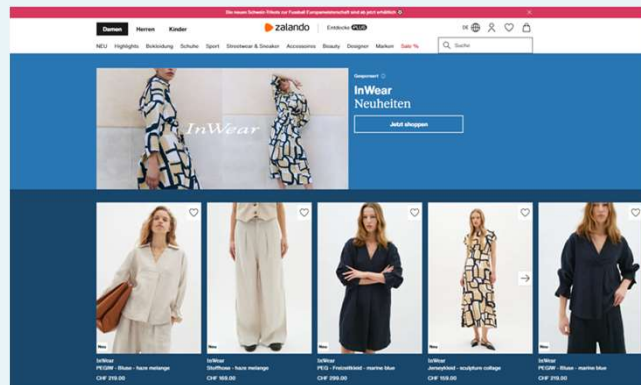 Die neuen Schweiz-Trikots zur Fussball Europameisterschaft sind ab jetzt erhältlich
Damen Herren Kinder
zalando
Entdecke PLUS
DE
NEU Highlights Bekleidung Schuhe Sport Streetwear & Sneaker Accessoires Beauty Designer Marken Sale %
Suche
InWear
Gesponsert
InWear
Neuheiten
Jetzt shoppen
Neu Neu Neu Neu Neu
InWear InWear InWear InWear InWear
PEGIW - Bluse - haze melange
Stoffhose - haze melange
PEQ - Freizeitkleid - marine blue
Jerseykleid - sculpture collage
PEGIW - Bluse - marine blue
CHF 219.00 CHF 169.00 CHF 299.00 CHF 159.00 CHF 219.00